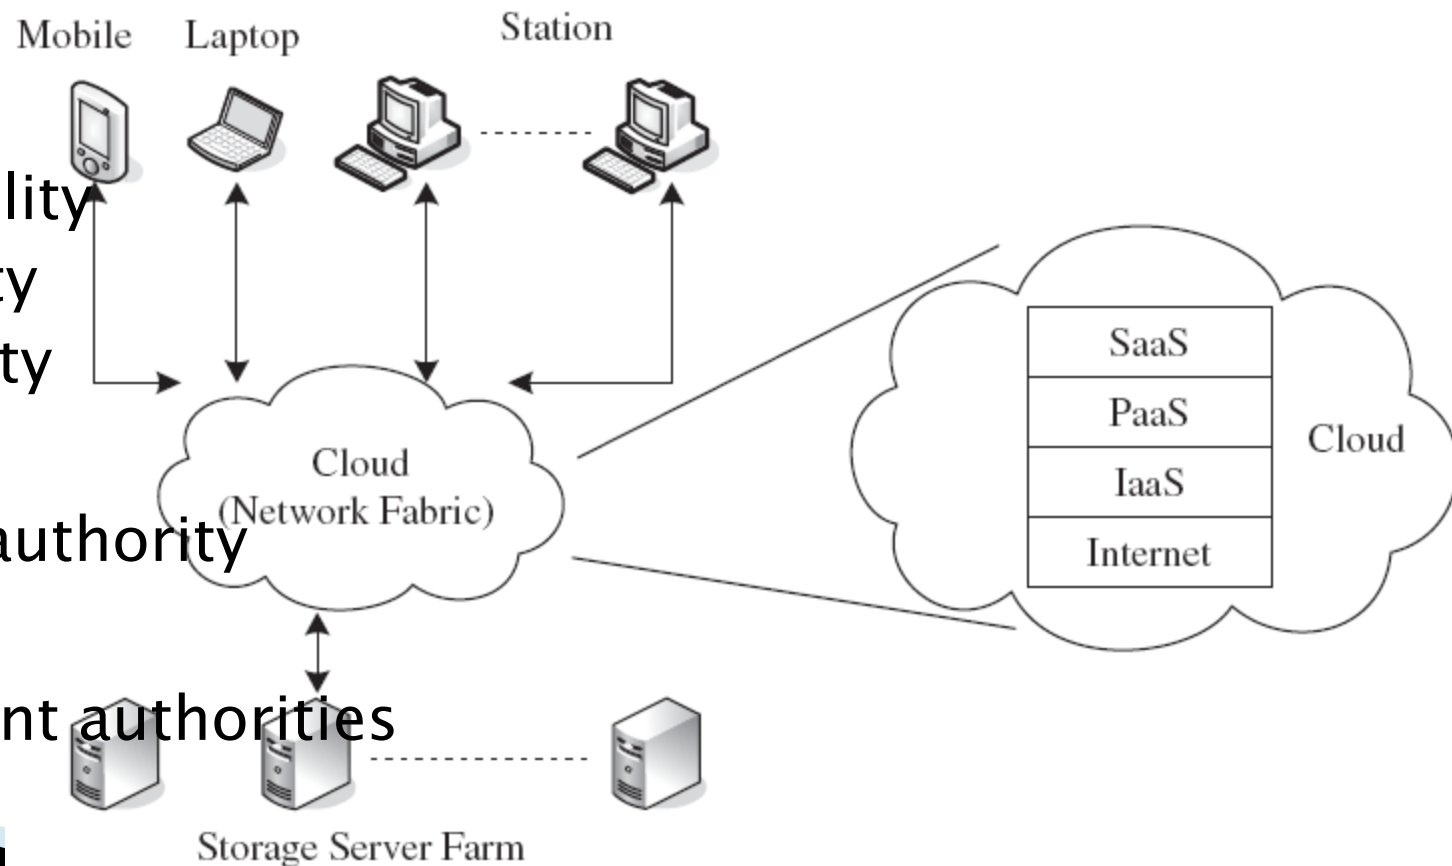 Mobile Laptop Station
lity
ty
ty
Cloud
(Network Fabric)
authority
nt authorities
Storage Server Farm
SaaS
PaaS
IaaS
Internet
Cloud